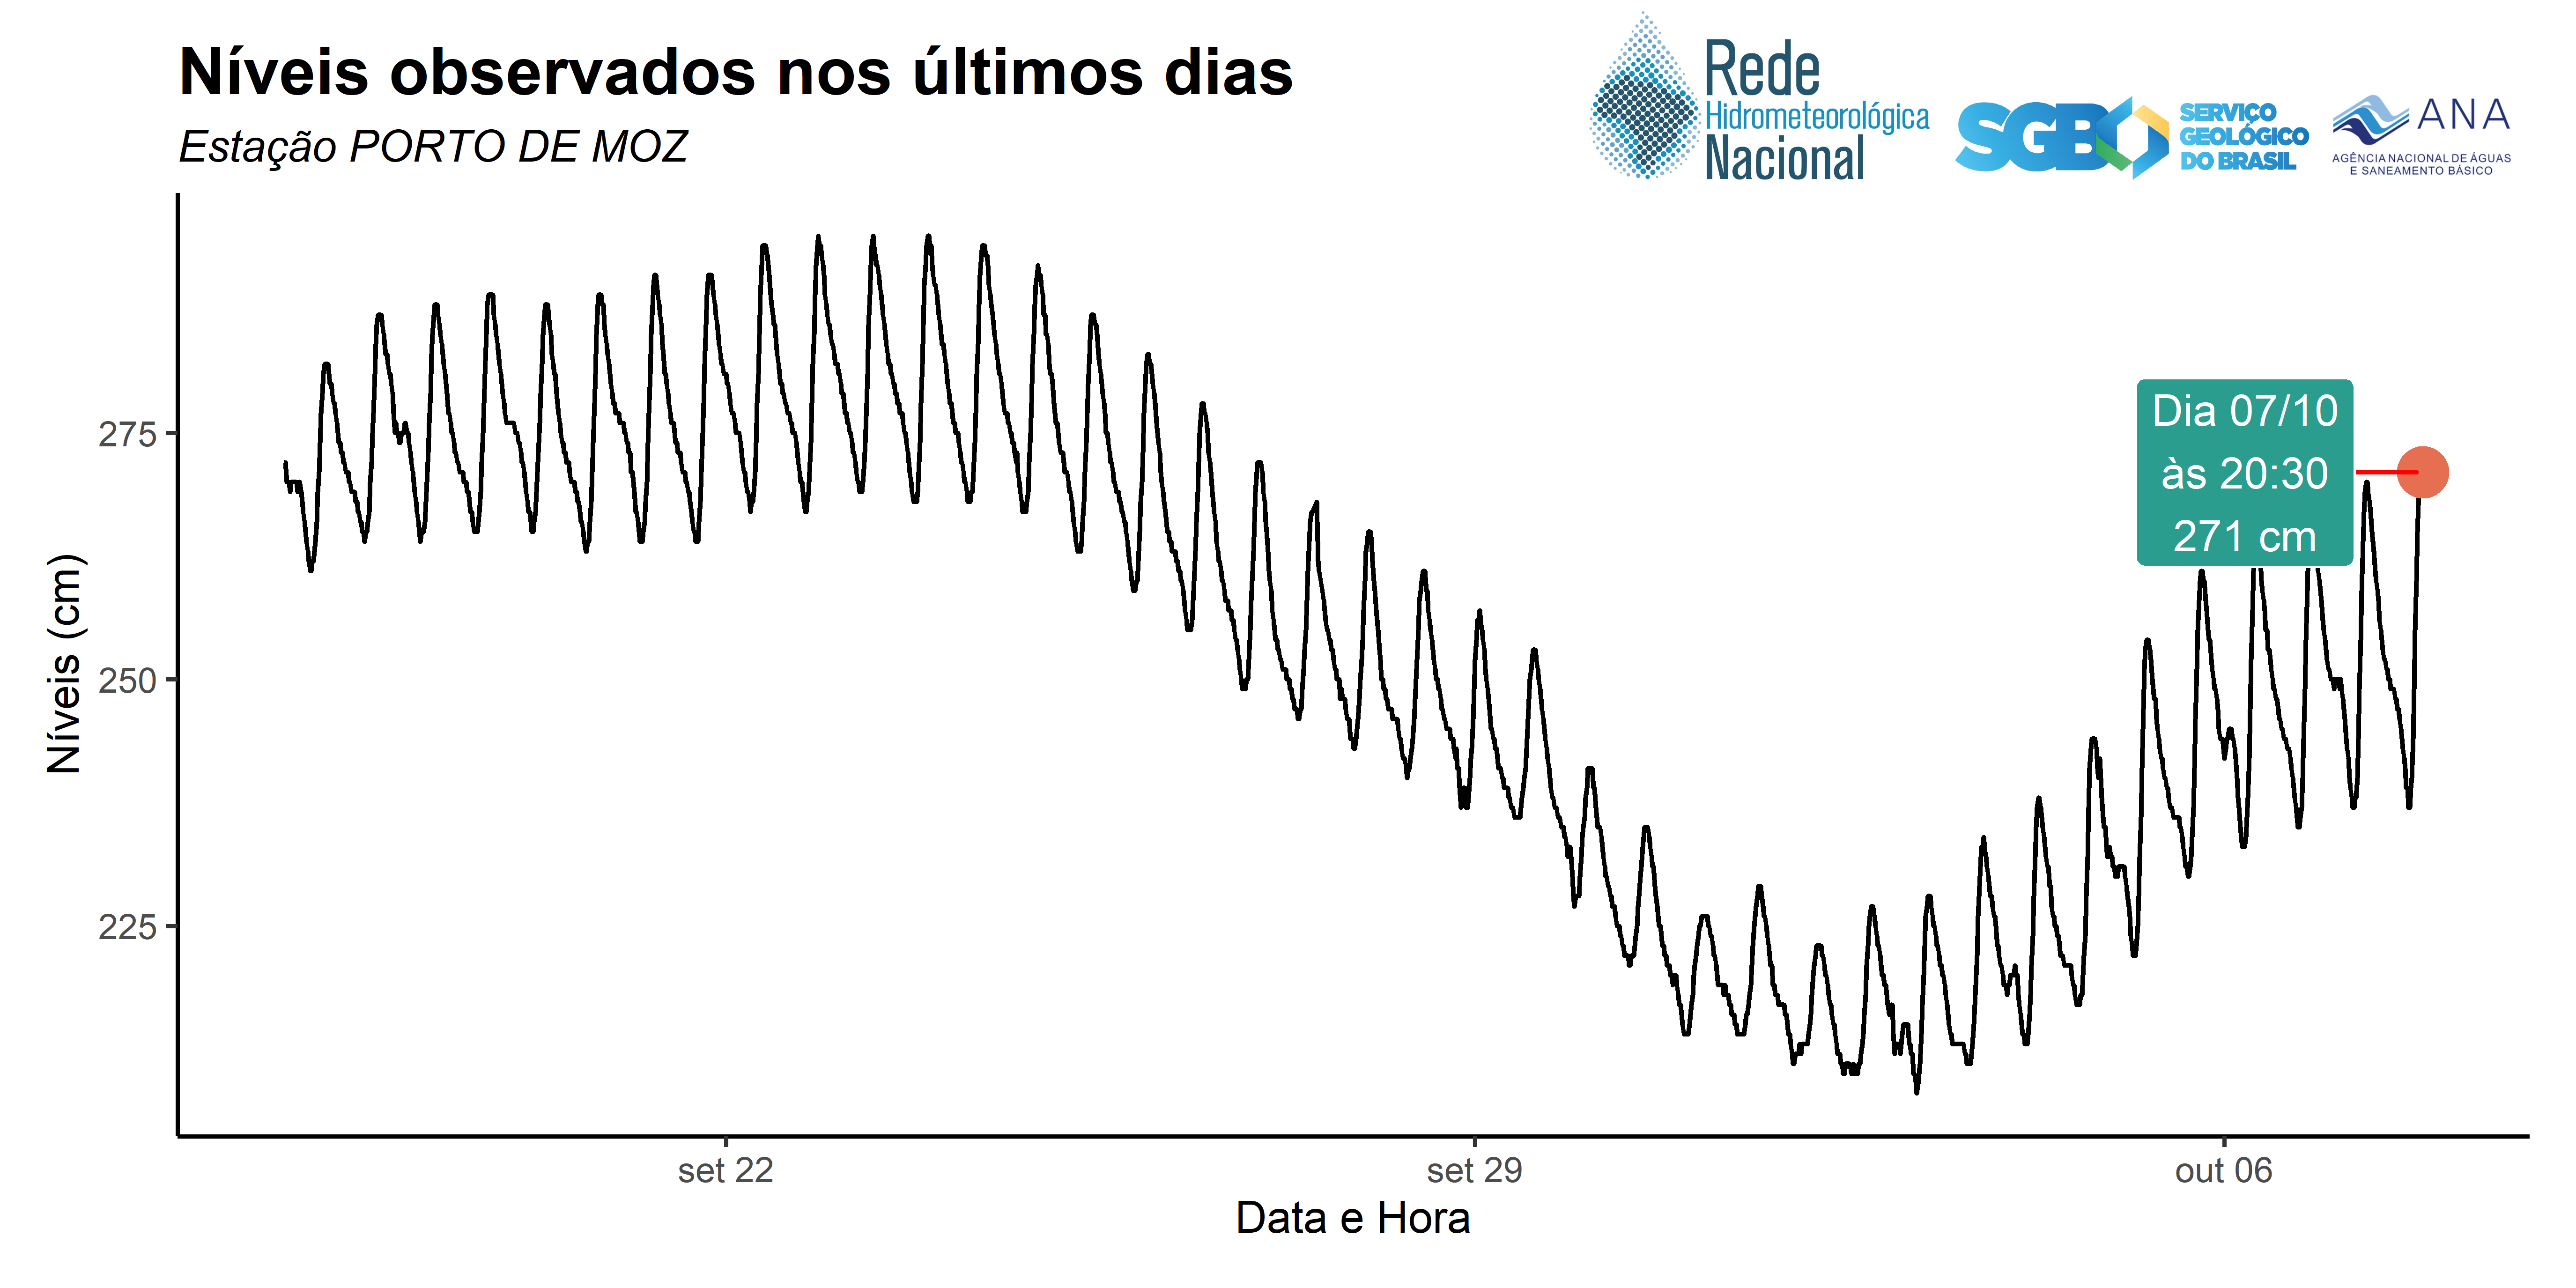 Níveis observados nos últimos dias
Estação PORTO DE MOZ
Rede
Hidrometeorológica
Nacional
SGB
SERVIÇO
GEOLÓGICO
DO BRASIL
ANA
AGÊNCIA NACIONAL DE ÁGUAS
E SANEAMENTO BÁSICO
Níveis (cm)
275
250
225
Dia 07/10
às 20:30
271 cm
set 22
set 29
out 06
Data e Hora